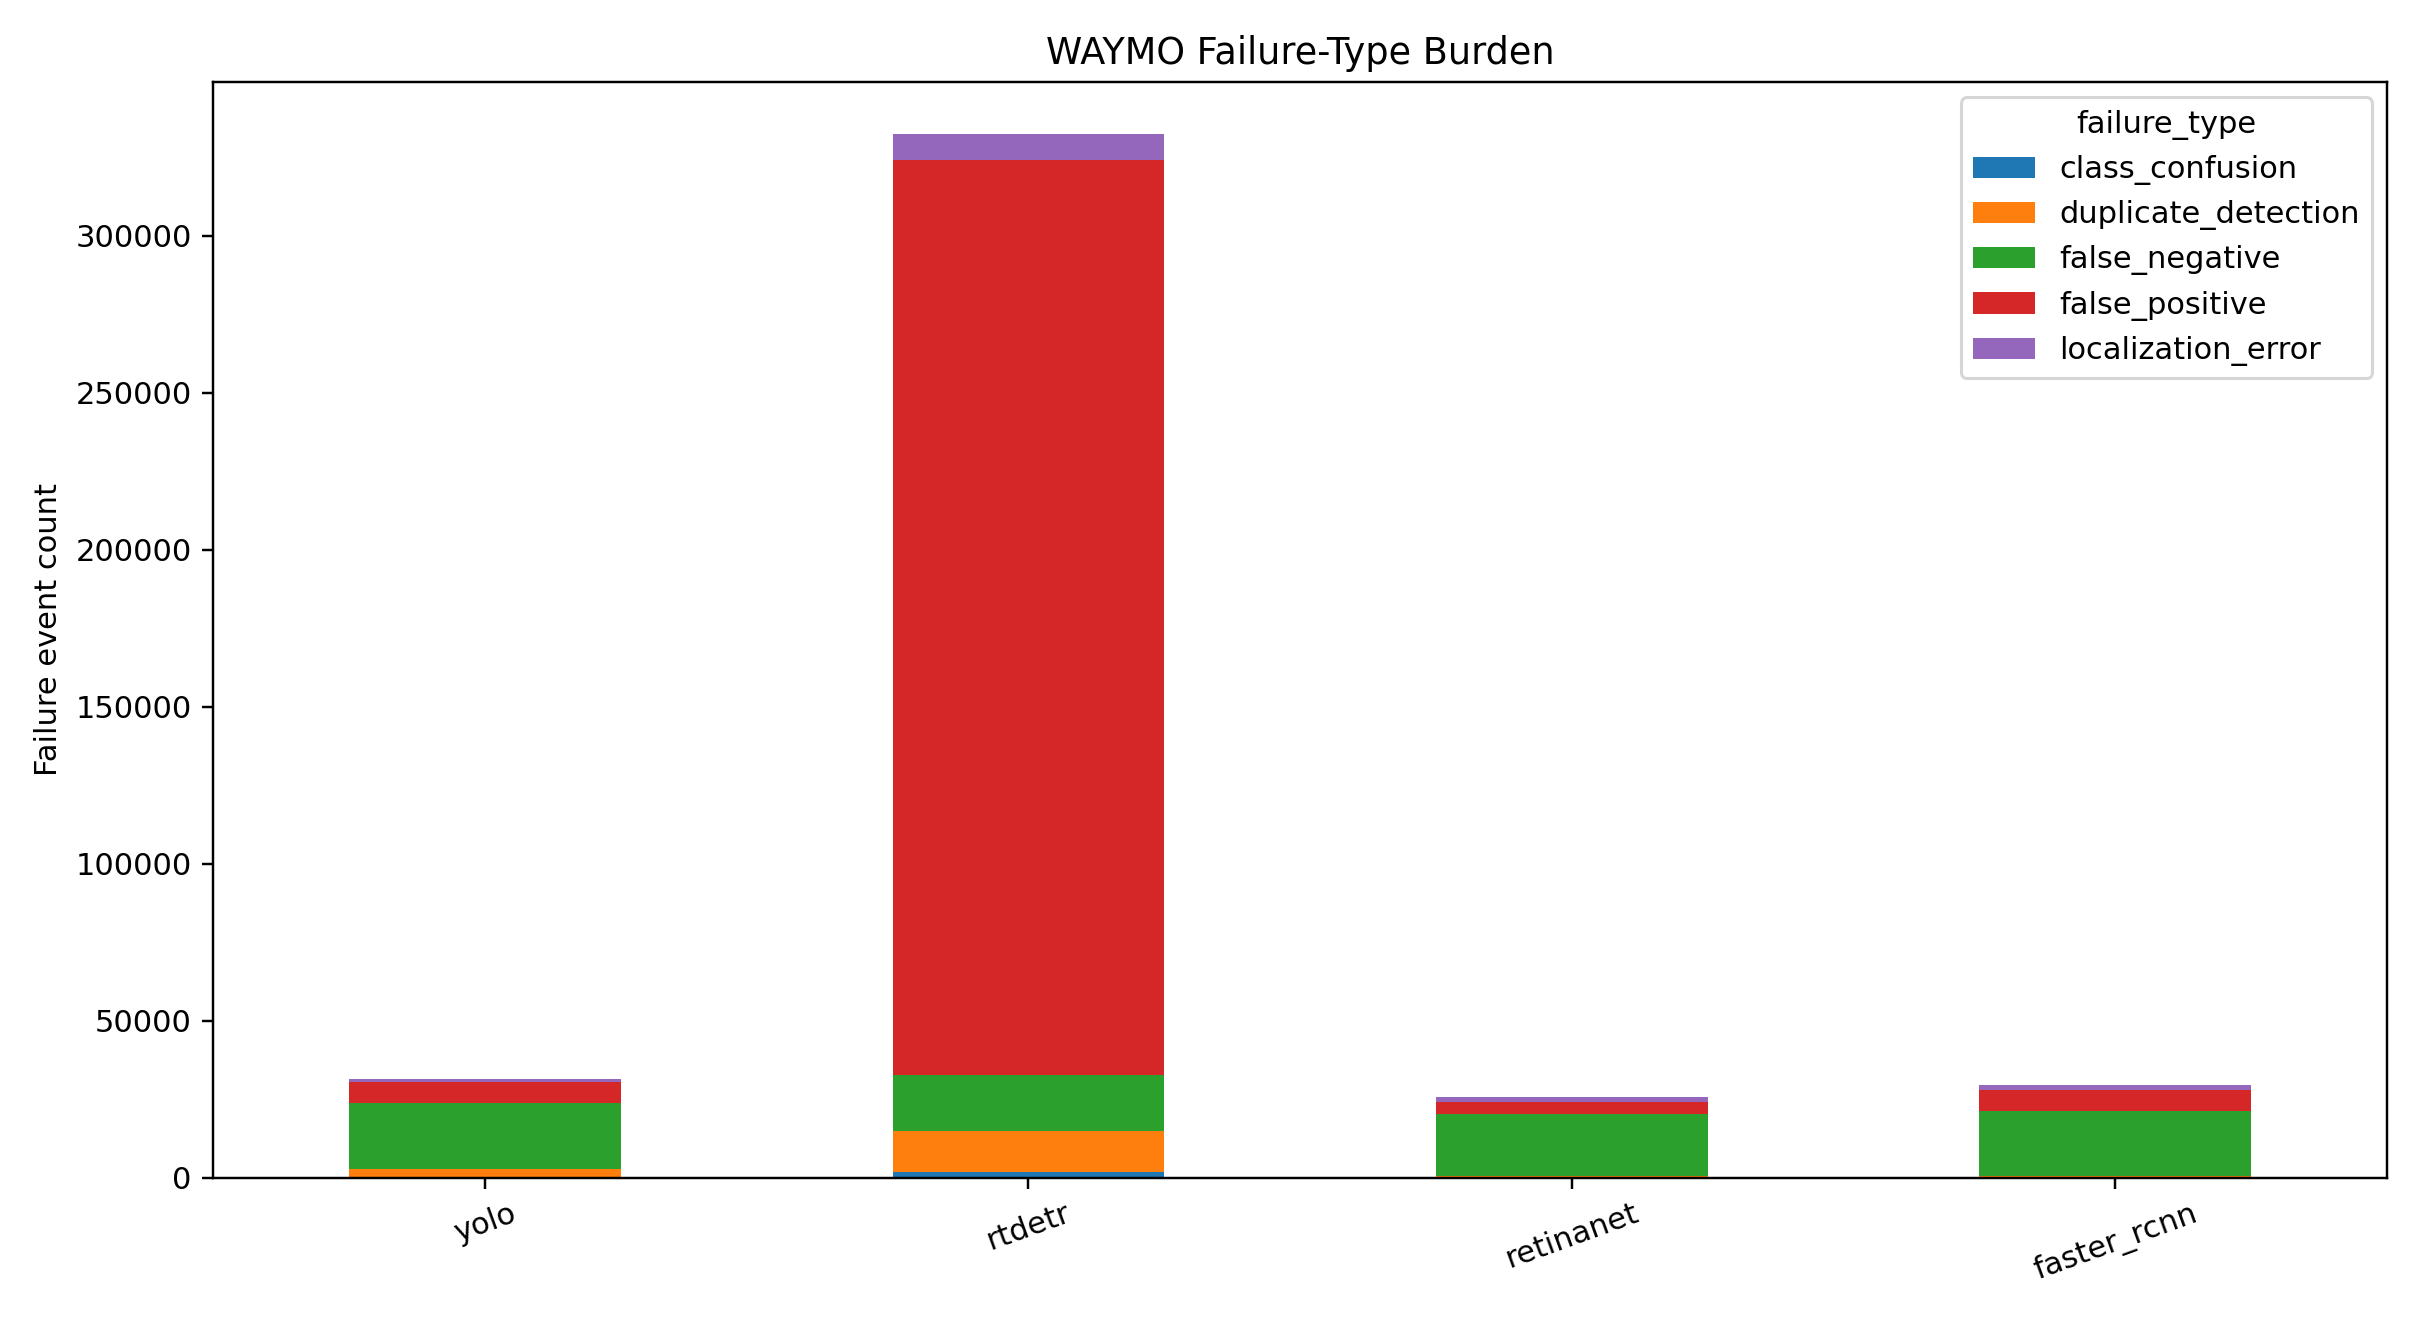 WAYMO Failure-Type Burden
failure_type
class_confusion
duplicate_detection
false_negative
false_positive
localization_error
Failure event count
300000
250000
200000
150000
100000
50000
0
yolo
rtdetr
retinanet
faster_rcnn